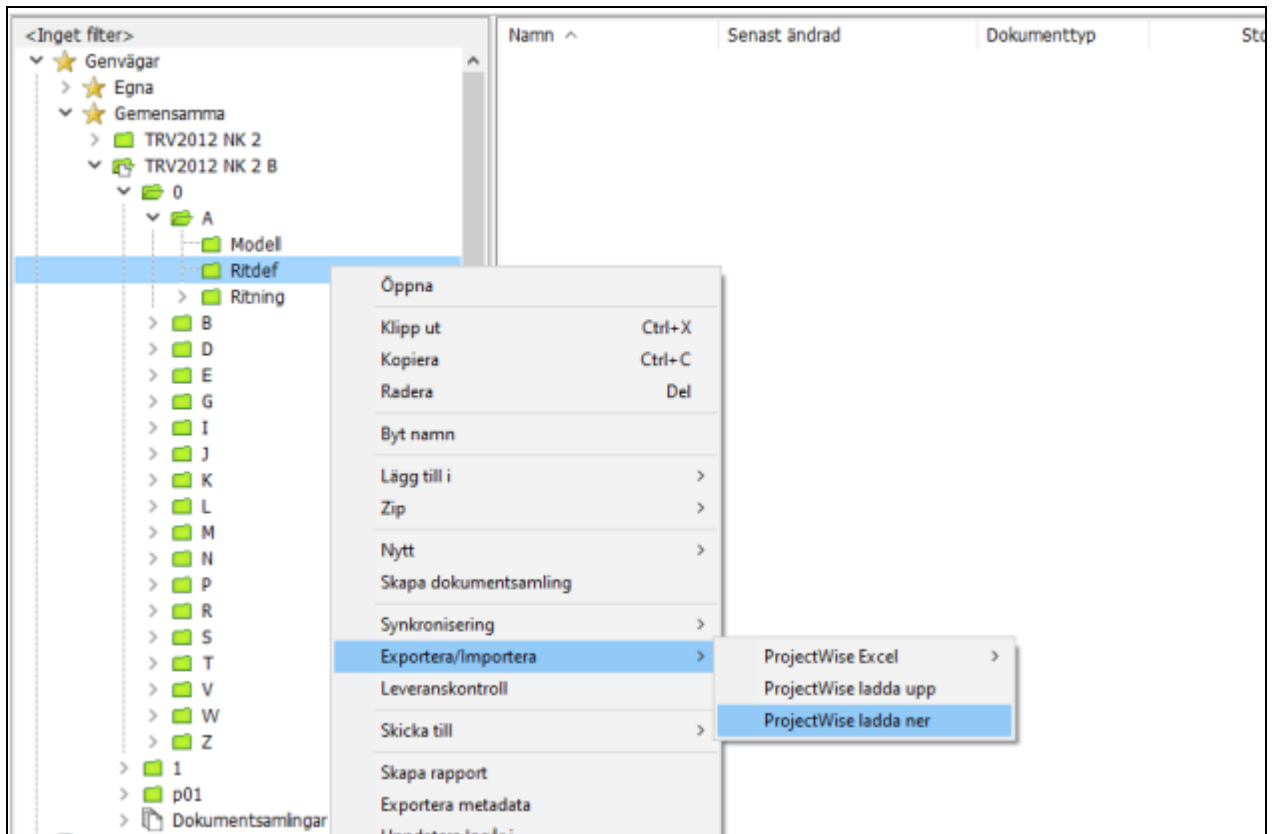 <Inget filter>
Genvägar
Egna
Gemensamma
TRV2012 NK 2
TRV2012 NK 2 B
0
A
Modell
Ritdef
Ritning
B
D
E
G
I
J
K
L
M
N
P
R
S
T
V
W
Z
1
p01
Dokumentsamlingar
Namn Senast ändrad Dokumenttyp
Öppna
Klipp ut Ctrl+X
Kopiera Ctrl+C
Radera Del
Byt namn
Lägg till i
Zip
Nytt
Skapa dokumentsamling
Synkronisering
Exportera/Importera
Leveranskontroll
Skicka till
Skapa rapport
Exportera metadata
ProjectWise Excel
ProjectWise ladda upp
ProjectWise ladda ner